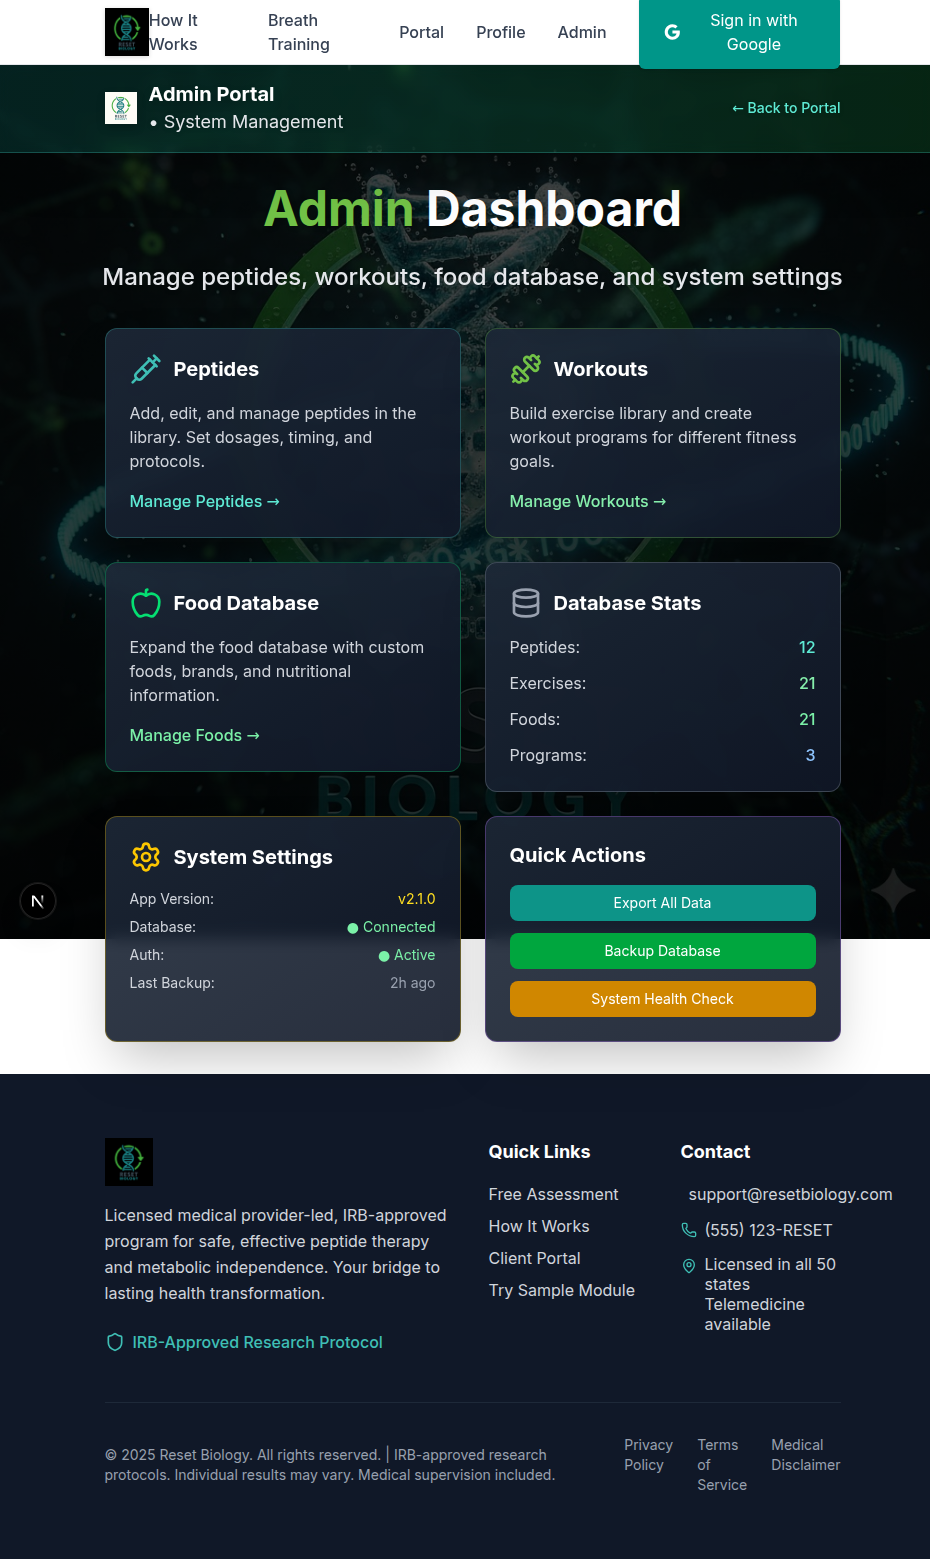 How It Works
Breath Training
Portal
Profile
Admin
Sign in with Google
Admin Portal
• System Management
← Back to Portal
Admin Dashboard
Manage peptides, workouts, food database, and system settings
Peptides
Add, edit, and manage peptides in the
library. Set dosages, timing, and
protocols.
Manage Peptides →
Workouts
Build exercise library and create
workout programs for different fitness
goals.
Manage Workouts →
Food Database
Expand the food database with custom
foods, brands, and nutritional
information.
Manage Foods →
Database Stats
Peptides: 12
Exercises: 21
Foods: 21
Programs: 3
BIOLOGY
System Settings
App Version: v2.1.0
Database: ● Connected
Auth: ● Active
Last Backup: 2h ago
Quick Actions
Export All Data
Backup Database
System Health Check
N
RESET
BIOLOGY
Licensed medical provider-led, IRB-approved
program for safe, effective peptide therapy
and metabolic independence. Your bridge to
lasting health transformation.
IRB-Approved Research Protocol
Quick Links
Free Assessment
How It Works
Client Portal
Try Sample Module
Contact
support@resetbiology.com
(555) 123-RESET
Licensed in all 50
states
Telemedicine
available
© 2025 Reset Biology. All rights reserved. | IRB-approved research
protocols. Individual results may vary. Medical supervision included.
Privacy
Policy
Terms
of
Service
Medical
Disclaimer